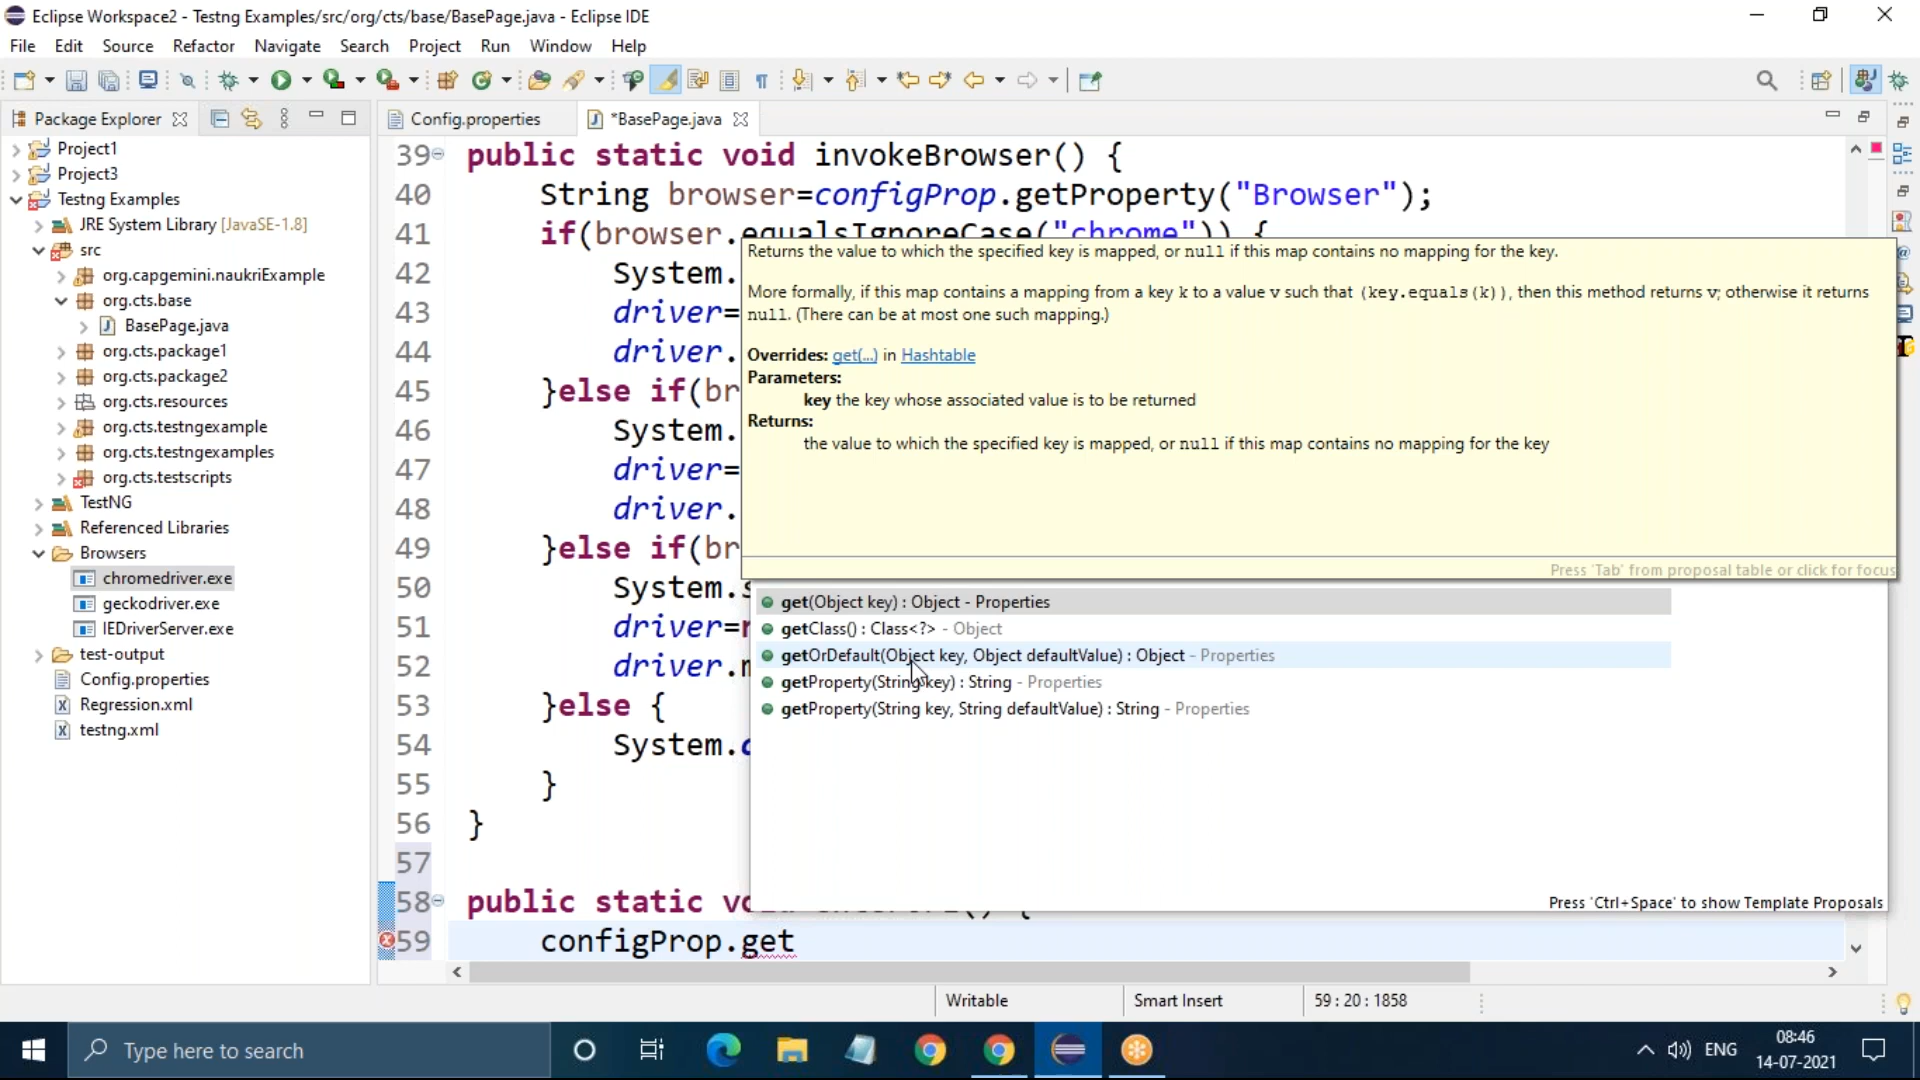 Eclipse Workspace2 - Testng Examples/src/org/cts/base/BasePage.java - Eclipse IDE
File Edit Source Refactor Navigate Search Project Run Window Help
Package Explorer
Config.properties
*BasePage.java
Project1
Project3
Testng Examples
JRE System Library [JavaSE-1.8]
src
org.capgemini.naukriExample
org.cts.base
BasePage.java
org.cts.package1
org.cts.package2
org.cts.resources
org.cts.testngexample
org.cts.testngexamples
org.cts.testscripts
TestNG
Referenced Libraries
Browsers
chromedriver.exe
geckodriver.exe
IEDriverServer.exe
test-output
Config.properties
Regression.xml
testng.xml
39 public static void invokeBrowser() {
40 String browser=configProp.getProperty("Browser");
41 if(browser.equalsIgnoreCase("chrome")) {
42 System.
43 driver=
44 driver.
45 }else if(br
46 System.
47 driver=
48 driver.
49 }else if(br
50 System.s
51 driver=
52 driver.m
53 }else {
54 System.
55 }
56 }
57
58 public static
59 configProp.get
Returns the value to which the specified key is mapped, or null if this map contains no mapping for the key.
More formally, if this map contains a mapping from a key k to a value v such that (key.equals(k)), then this method returns v; otherwise it returns
null. (There can be at most one such mapping.)
Overrides: get(...) in Hashtable
Parameters:
key the key whose associated value is to be returned
Returns:
the value to which the specified key is mapped, or null if this map contains no mapping for the key
Press 'Tab' from proposal table or click for focus
get(Object key) : Object - Properties
getClass() : Class<?> - Object
getOrDefault(Object key, Object defaultValue) : Object - Properties
getProperty(String key) : String - Properties
getProperty(String key, String defaultValue) : String - Properties
Press 'Ctrl+Space' to show Template Proposals
Writable
Smart Insert
59 : 20 : 1858
Type here to search
ENG
08:46
14-07-2021